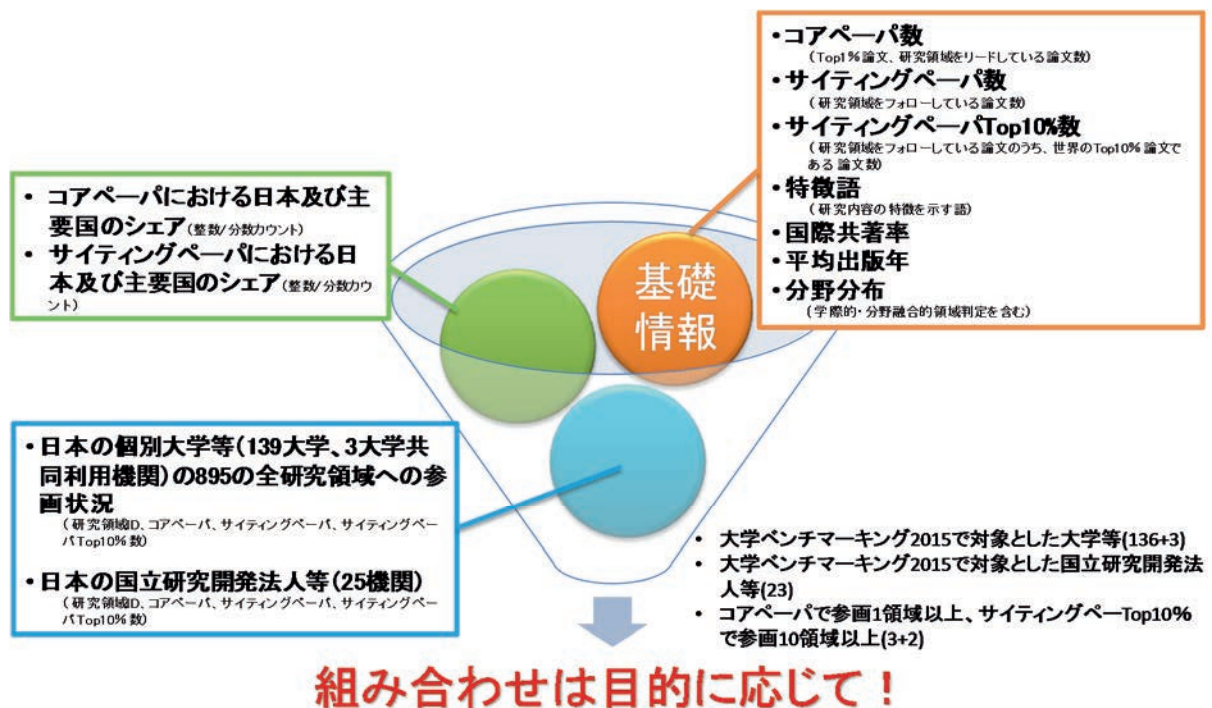 ・コアペーパ数
(Top1%論文、研究領域をリードしている論文数)
・サイティングペーパ数
(研究領域をフォローしている論文数)
・サイティングペーパTop10%数
(研究領域をフォローしている論文のうち、世界のTop10%論文で
ある論文数)
・特徴語
(研究内容の特徴を示す語)
・国際共著率
・平均出版年
・分野分布
(学際的・分野融合的領域判定を含む)
• コアペーパにおける日本及び主
要国のシェア(整数/分数カウント)
• サイティングペーパにおける日
本及び主要国のシェア(整数/分数カウ
ント)
基礎
情報
・日本の個別大学等(139大学、3大学共
同利用機関)の895の全研究領域への参
画状況
(研究領域ID、コアペーパ、サイティングペーパ、サイティングペー
パTop10%数)
・日本の国立研究開発法人等(25機関)
(研究領域ID、コアペーパ、サイティングペーパ、サイティングペー
パTop10%数)
• 大学ベンチマーキング2015で対象とした大学等(136+3)
• 大学ベンチマーキング2015で対象とした国立研究開発法
人等(23)
• コアペーパで参画1領域以上、サイティングペーTop10%
で参画10領域以上(3+2)
組み合わせは目的に応じて！